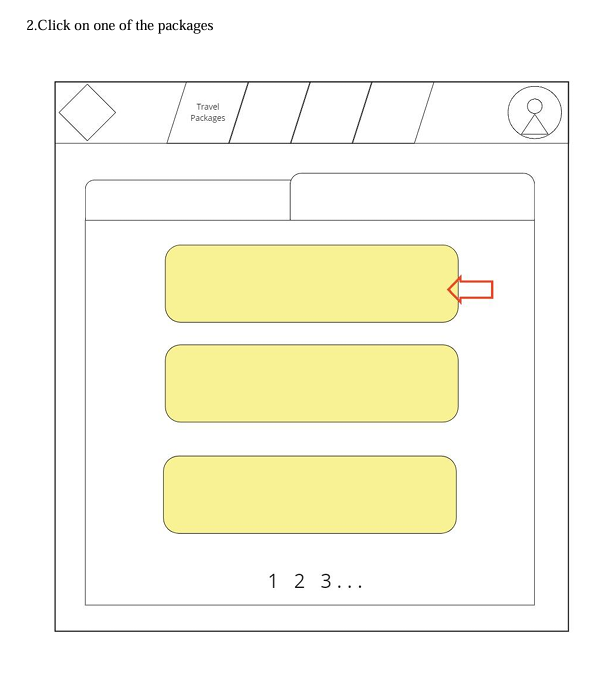 2.Click on one of the packages
Travel
Packages
1 2 3...